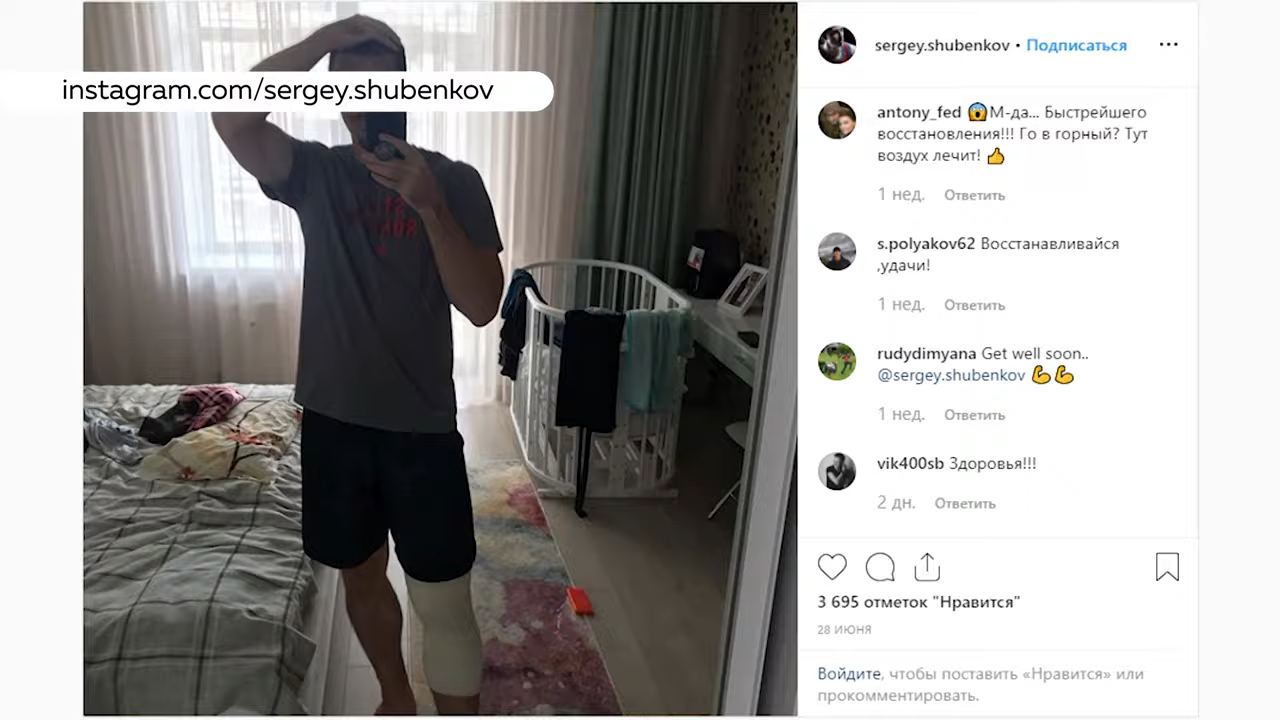 instagram.com/sergey.shubenkov
sergey.shubenkov • Подписаться
antony_fed 😱М-да... Быстрейшего
восстановления!!! Го в горный? Тут
воздух лечит! 👍
1 нед. Ответить
s.polyakov62 Восстанавливайся
,удачи!
1 нед. Ответить
rudydimyana Get well soon..
@sergey.shubenkov 💪💪
1 нед. Ответить
vik400sb Здоровья!!!
2 дн. Ответить
3 695 отметок "Нравится"
28 ИЮНЯ
Войдите, чтобы поставить «Нравится» или
прокомментировать.